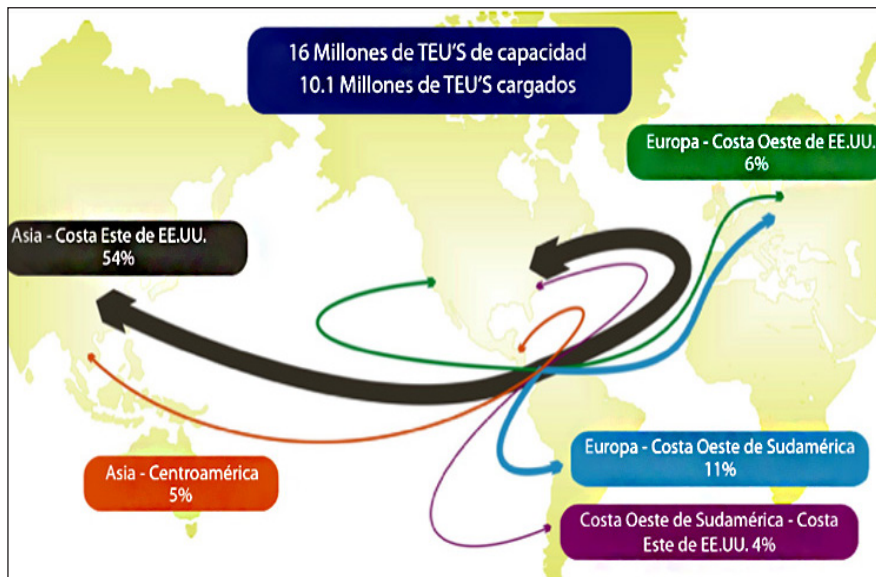 16 Millones de TEU'S de capacidad
10.1 Millones de TEU'S cargados
Europa - Costa Oeste de EE.UU.
6%
Asia - Costa Este de EE.UU.
54%
Asia - Centroamérica
5%
Europa - Costa Oeste de Sudamérica
11%
Costa Oeste de Sudamérica - Costa
Este de EE.UU. 4%